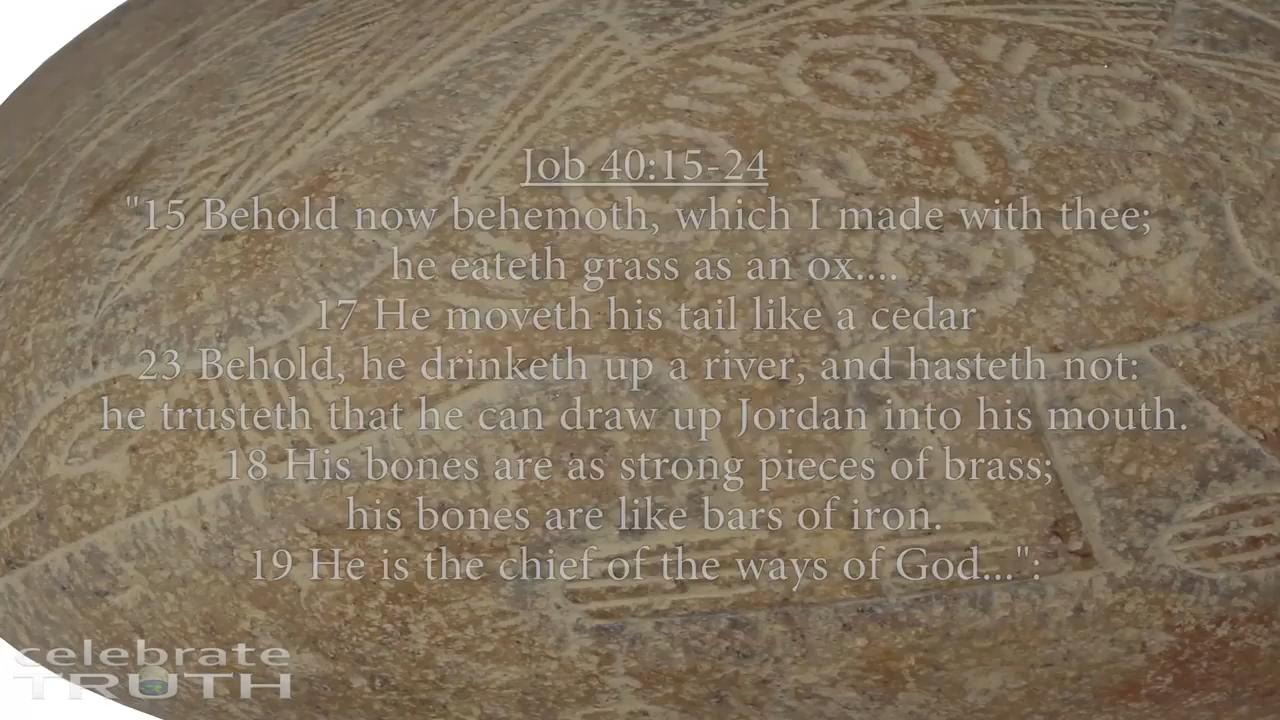 Job 40:15-24
"15 Behold now behemoth, which I made with thee;
he eateth grass as an ox....
17 He moveth his tail like a cedar
23 Behold, he drinketh up a river, and hasteth not:
he trusteth that he can draw up Jordan into his mouth.
18 His bones are as strong pieces of brass;
his bones are like bars of iron.
19 He is the chief of the ways of God...":
celebrate
TRUTH